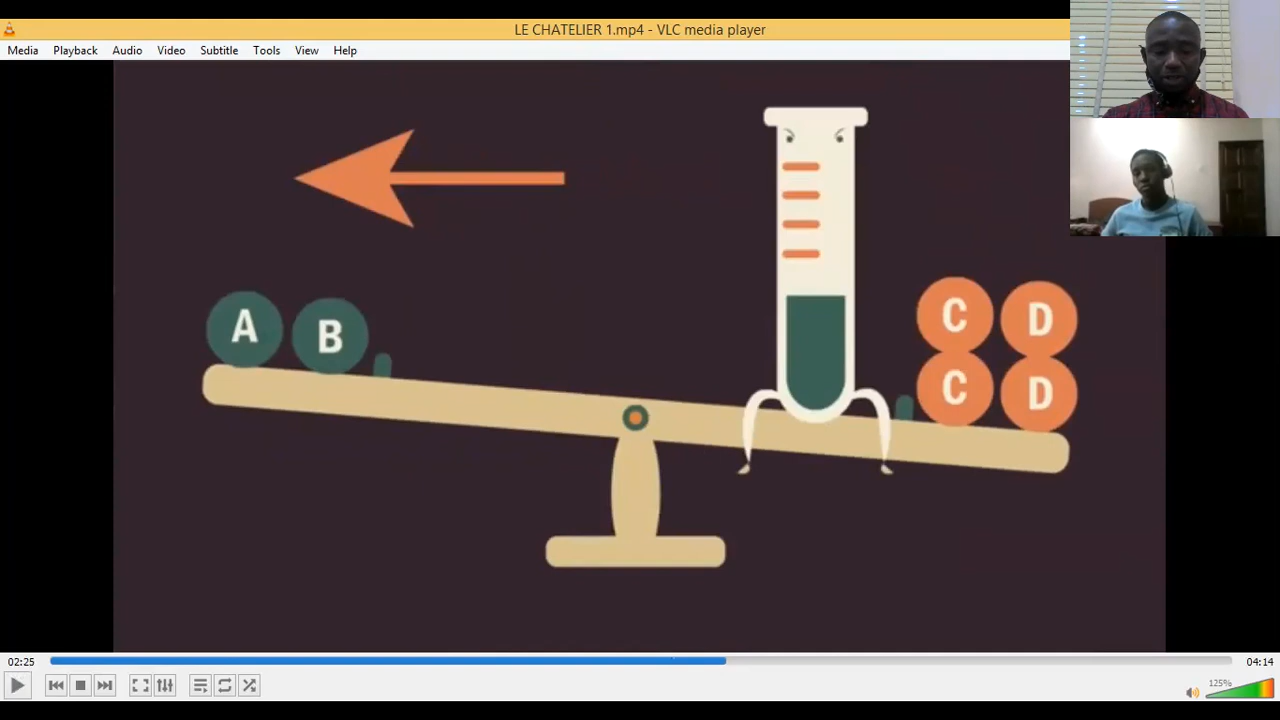 LE CHATELIER 1.mp4 - VLC media player
Media Playback Audio Video Subtitle Tools View Help
A B
C D
C D
02:25 04:14
125%